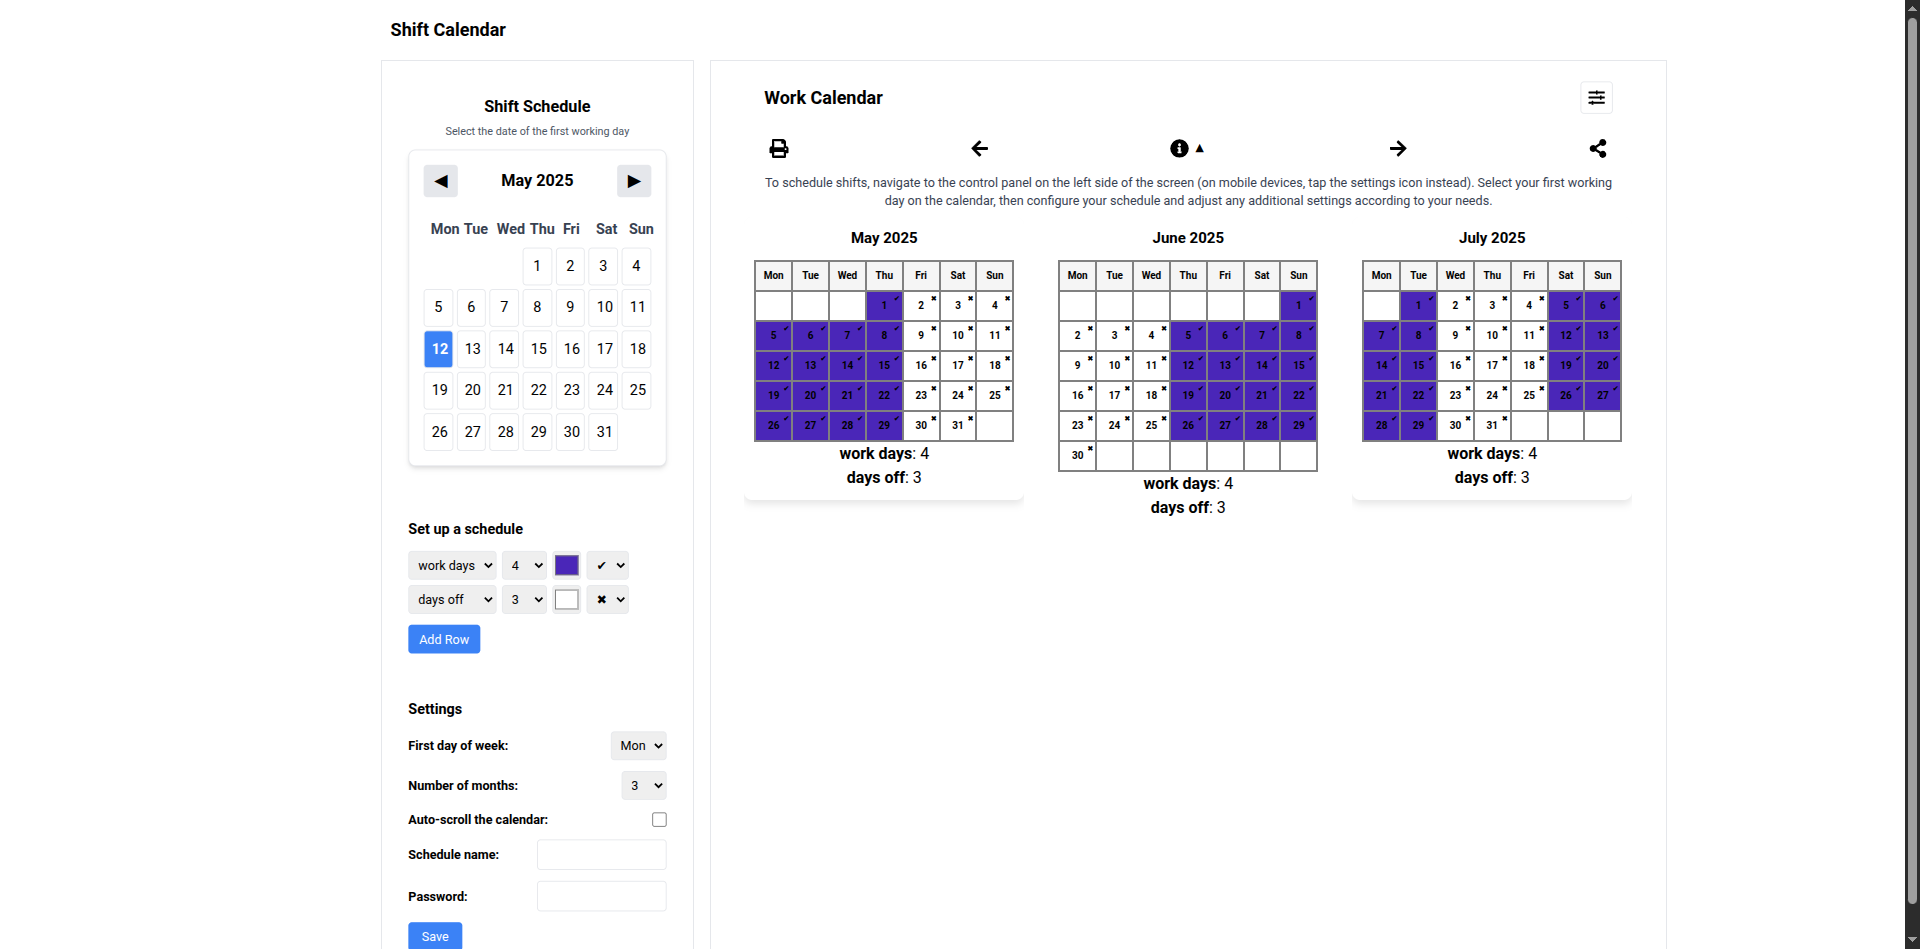 Shift Calendar
Shift Schedule
Select the date of the first working day
◀ May 2025 ▶
Mon Tue Wed Thu Fri Sat Sun
1 2 3 4
5 6 7 8 9 10 11
12 13 14 15 16 17 18
19 20 21 22 23 24 25
26 27 28 29 30 31
Set up a schedule
work days 4 ✔
days off 3 ✖
Add Row
Settings
First day of week: Mon
Number of months: 3
Auto-scroll the calendar:
Schedule name:
Password:
Save
Work Calendar
To schedule shifts, navigate to the control panel on the left side of the screen (on mobile devices, tap the settings icon instead). Select your first working
day on the calendar, then configure your schedule and adjust any additional settings according to your needs.
May 2025
Mon Tue Wed Thu Fri Sat Sun
1✔ 2✖ 3✖ 4✖
5✔ 6✔ 7✔ 8✔ 9✖ 10✖ 11✖
12✔ 13✔ 14✔ 15✔ 16✖ 17✖ 18✖
19✔ 20✔ 21✔ 22✔ 23✖ 24✖ 25✖
26✔ 27✔ 28✔ 29✔ 30✖ 31✖
work days: 4
days off: 3
June 2025
Mon Tue Wed Thu Fri Sat Sun
1✔
2✖ 3✖ 4✖ 5✔ 6✔ 7✔ 8✔
9✖ 10✖ 11✖ 12✔ 13✔ 14✔ 15✔
16✖ 17✖ 18✖ 19✔ 20✔ 21✔ 22✔
23✖ 24✖ 25✖ 26✔ 27✔ 28✔ 29✔
30✖
work days: 4
days off: 3
July 2025
Mon Tue Wed Thu Fri Sat Sun
1✔ 2✖ 3✖ 4✖ 5✔ 6✔
7✔ 8✔ 9✖ 10✖ 11✖ 12✔ 13✔
14✔ 15✔ 16✖ 17✖ 18✖ 19✔ 20✔
21✔ 22✔ 23✖ 24✖ 25✖ 26✔ 27✔
28✔ 29✔ 30✖ 31✖
work days: 4
days off: 3